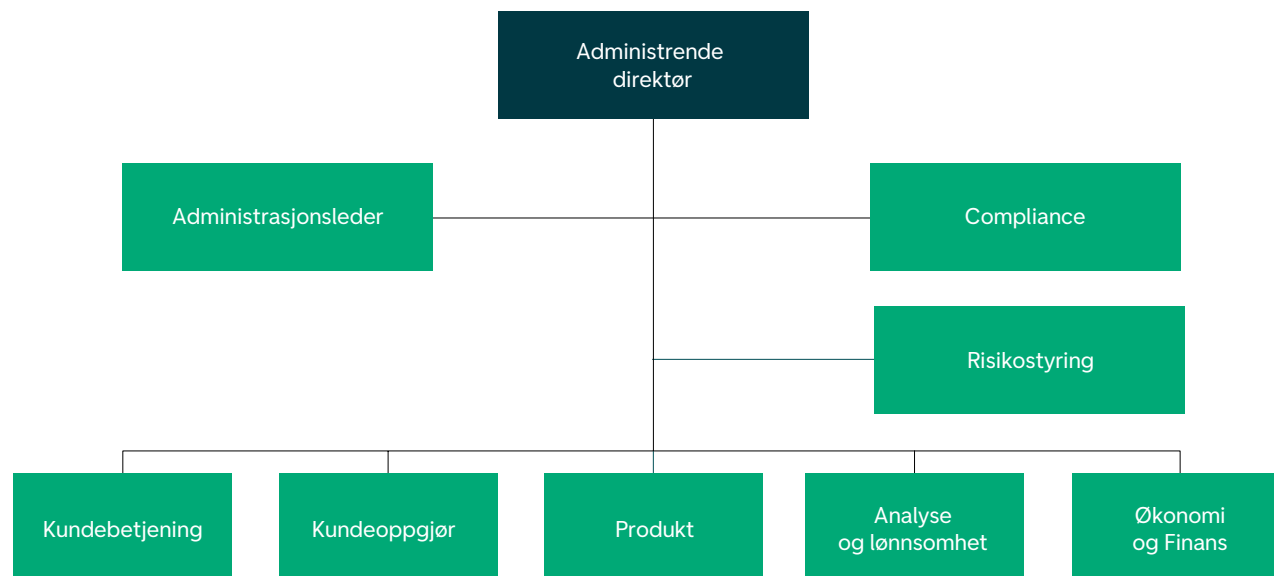 Administrende
direktør
Administrasjonsleder
Compliance
Risikostyring
Kundebetjening
Kundeoppgjør
Produkt
Analyse
og lønnsomhet
Økonomi
og Finans